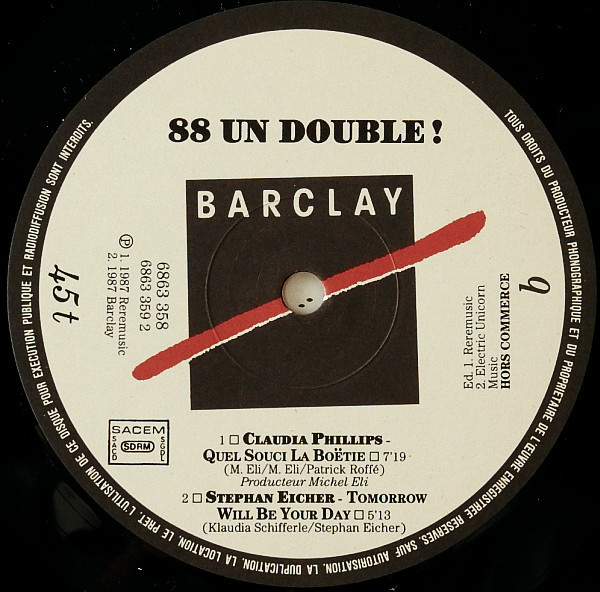 88 UN DOUBLE!
BARCLAY
6863 358
6863 359 2
Ⓟ 1. 1987 Reremusic
2. 1987 Barclay
45 t
9
Ed. 1. Reremusic
2. Electric Unicorn
Music
HORS COMMERCE
SACEM
SACD
SDRM
SGDL
1 □ CLAUDIA PHILLIPS -
QUEL SOUCI LA BOËTIE □ 7'19
(M. Eli/M. Eli/Patrick Roffé)
Producteur Michel Eli
2 □ STEPHAN EICHER - TOMORROW
WILL BE YOUR DAY □ 5'13
(Klaudia Schifferle/Stephan Eicher)
TOUS DROITS DU PRODUCTEUR PHONOGRAPHIQUE ET DU PROPRIETAIRE DE L'ŒUVRE ENREGISTREE RESERVES. SAUF AUTORISATION, LA DUPLICATION, LA LOCATION, LE PRET, L'UTILISATION DE CE DISQUE POUR EXECUTION PUBLIQUE ET RADIODIFFUSION SONT INTERDITS.